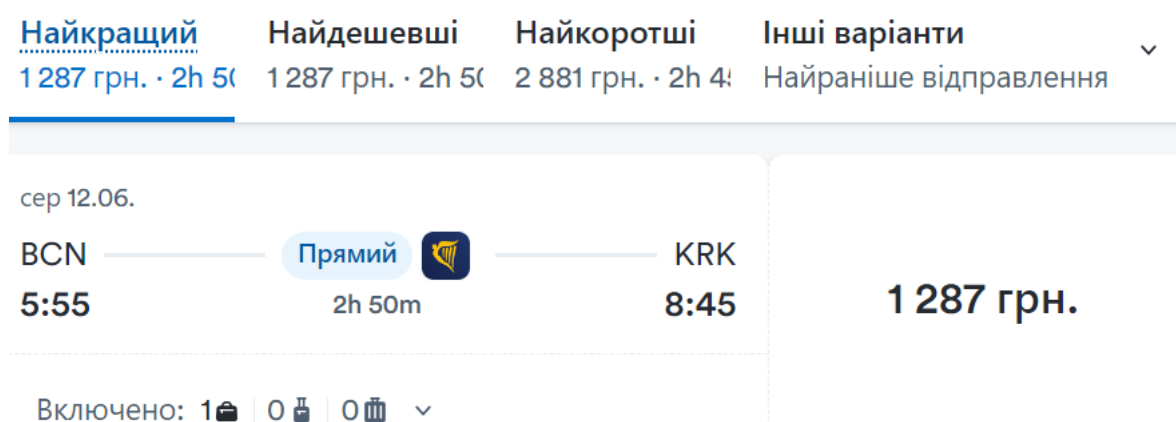 Найкращий Найдешевші Найкоротші Інші варіанти
1 287 грн. · 2h 50 1 287 грн. · 2h 50 2 881 грн. · 2h 4 Найраніше відправлення
сер 12.06.
BCN Прямий KRK
5:55 2h 50m 8:45
1 287 грн.
Включено: 1 0 0